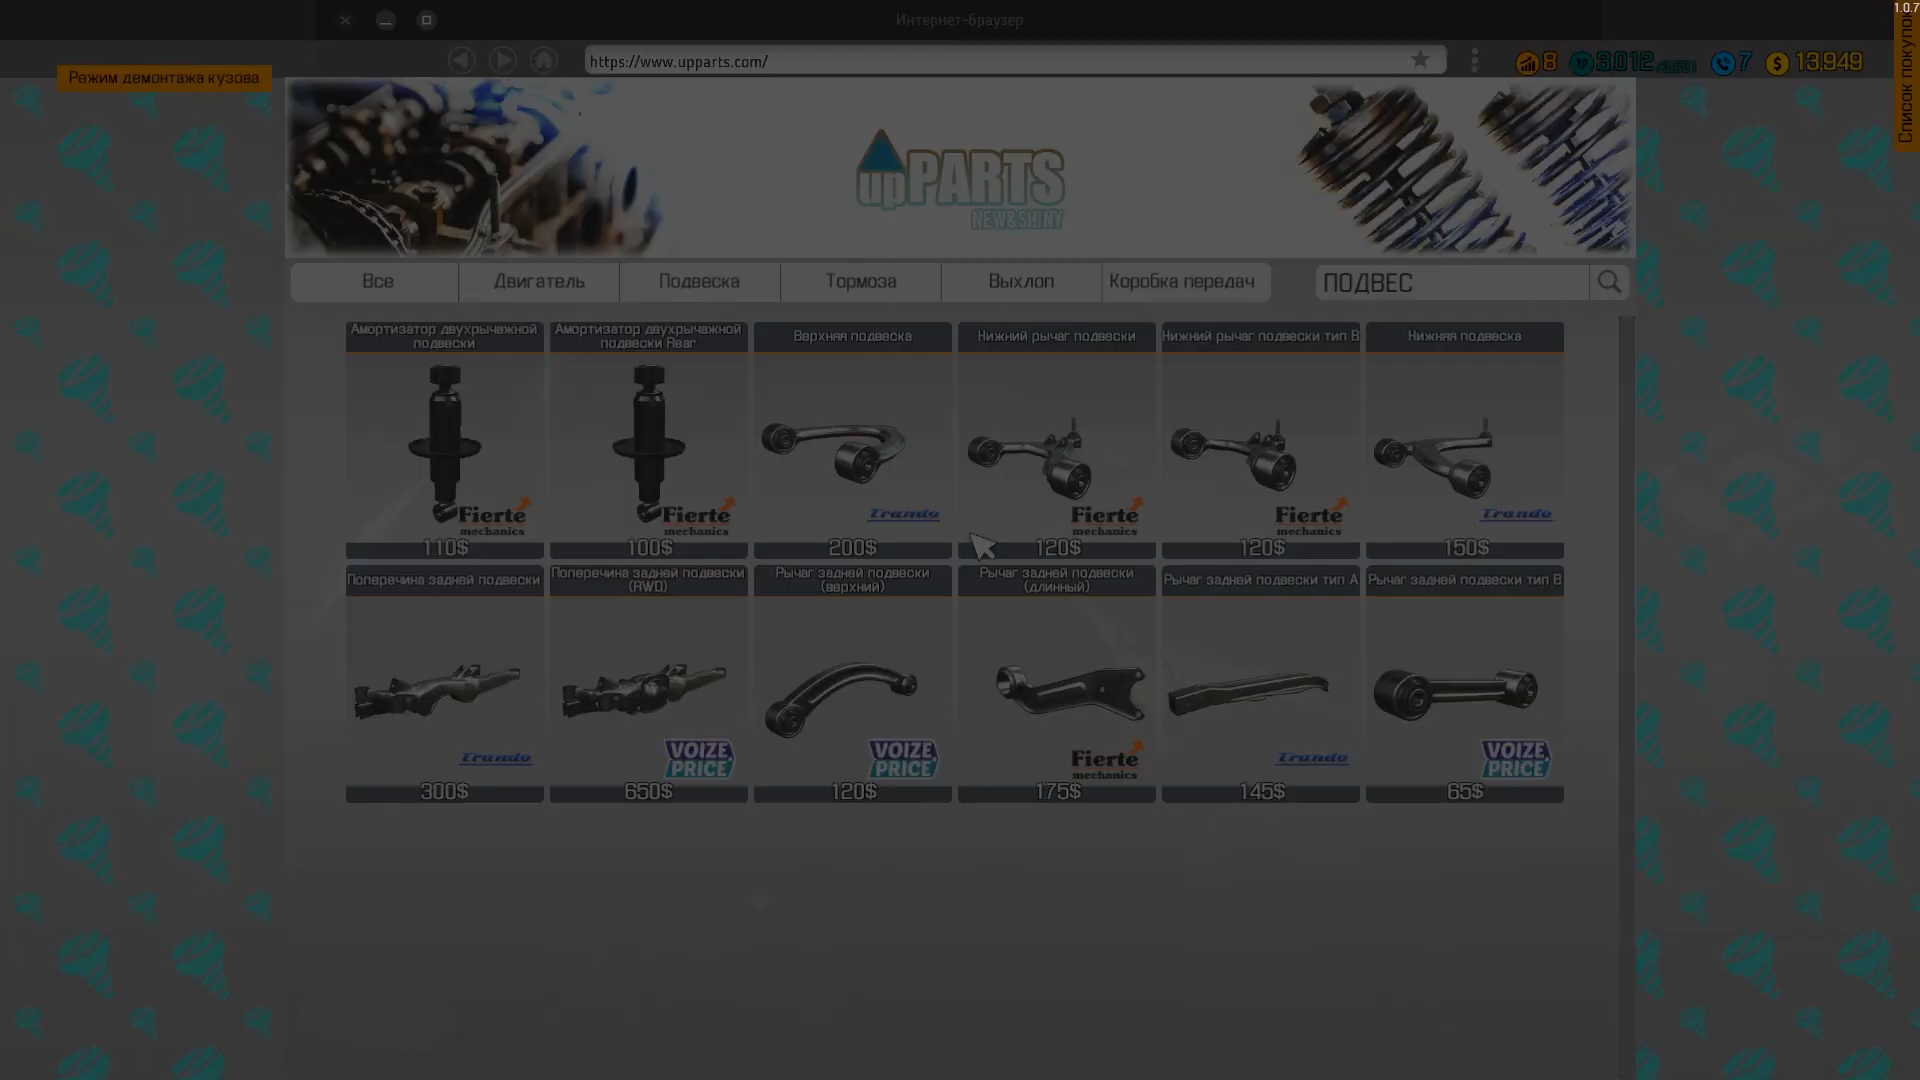 1.0.7
Интернет-браузер
https://www.upparts.com/
8
3,012
7
13,949
Режим демонтажа кузова
Список покупок
upPARTS
NEW&SHINY
Все
Двигатель
Подвеска
Тормоза
Выхлоп
Коробка передач
ПОДВЕС
Амортизатор двухрычажной
подвески
Fierte
mechanics
110$
Амортизатор двухрычажной
подвески Rear
Fierte
mechanics
100$
Верхняя подвеска
Trando
200$
Нижний рычаг подвески
Fierte
mechanics
120$
Нижний рычаг подвески тип B
Fierte
mechanics
120$
Нижняя подвеска
Trando
150$
Поперечина задней подвески
Trando
300$
Поперечина задней подвески
(RWD)
VOIZE
PRICE
650$
Рычаг задней подвески
(верхний)
VOIZE
PRICE
120$
Рычаг задней подвески
(длинный)
Fierte
mechanics
175$
Рычаг задней подвески тип A
Trando
145$
Рычаг задней подвески тип B
VOIZE
PRICE
65$